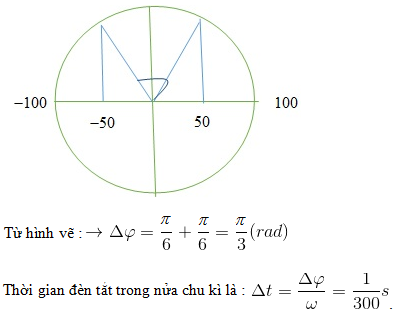 −100 100
−50 50
Từ hình vẽ : → Δφ = π/6 + π/6 = π/3 (rad)
Thời gian đèn tắt trong nửa chu kì là : Δt = Δφ/ω = 1/300 s .